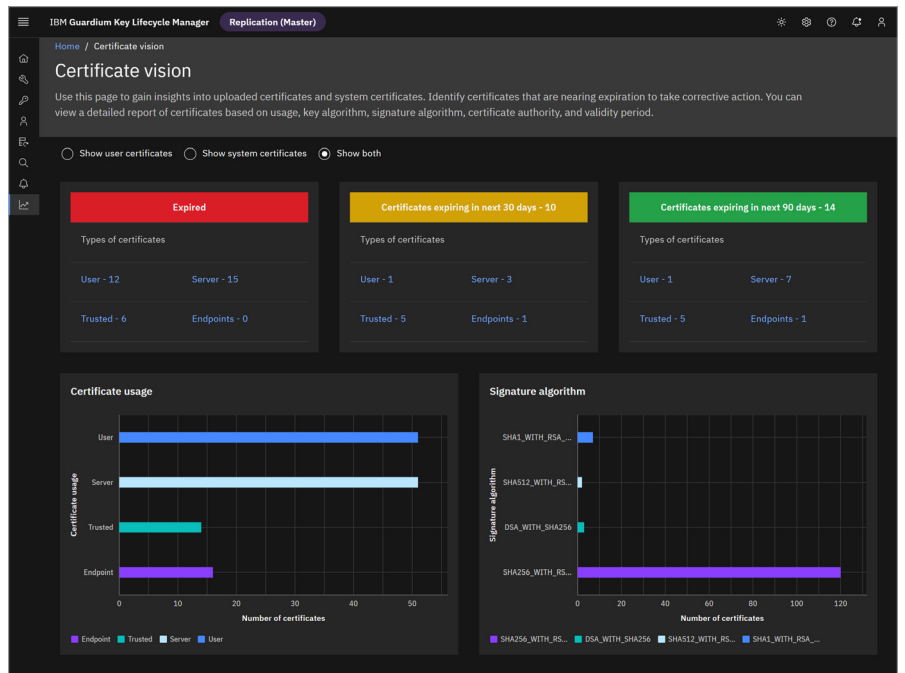 IBM Guardium Key Lifecycle Manager Replication (Master)
Home / Certificate vision
Certificate vision
Use this page to gain insights into uploaded certificates and system certificates. Identify certificates that are nearing expiration to take corrective action. You can
view a detailed report of certificates based on usage, key algorithm, signature algorithm, certificate authority, and validity period.
Show user certificates Show system certificates Show both
Expired
Types of certificates
User - 12 Server - 15
Trusted - 6 Endpoints - 0
Certificates expiring in next 30 days - 10
Types of certificates
User - 1 Server - 3
Trusted - 5 Endpoints - 1
Certificates expiring in next 90 days - 14
Types of certificates
User - 1 Server - 7
Trusted - 5 Endpoints - 1
Certificate usage
Certificate usage
User
Server
Trusted
Endpoint
0 10 20 30 40 50
Number of certificates
Endpoint Trusted Server User
Signature algorithm
Signature algorithm
SHA1_WITH_RSA_...
SHA512_WITH_RS...
DSA_WITH_SHA256
SHA256_WITH_RS...
0 20 40 60 80 100 120
Number of certificates
SHA256_WITH_RS... DSA_WITH_SHA256 SHA512_WITH_RS... SHA1_WITH_RSA_...